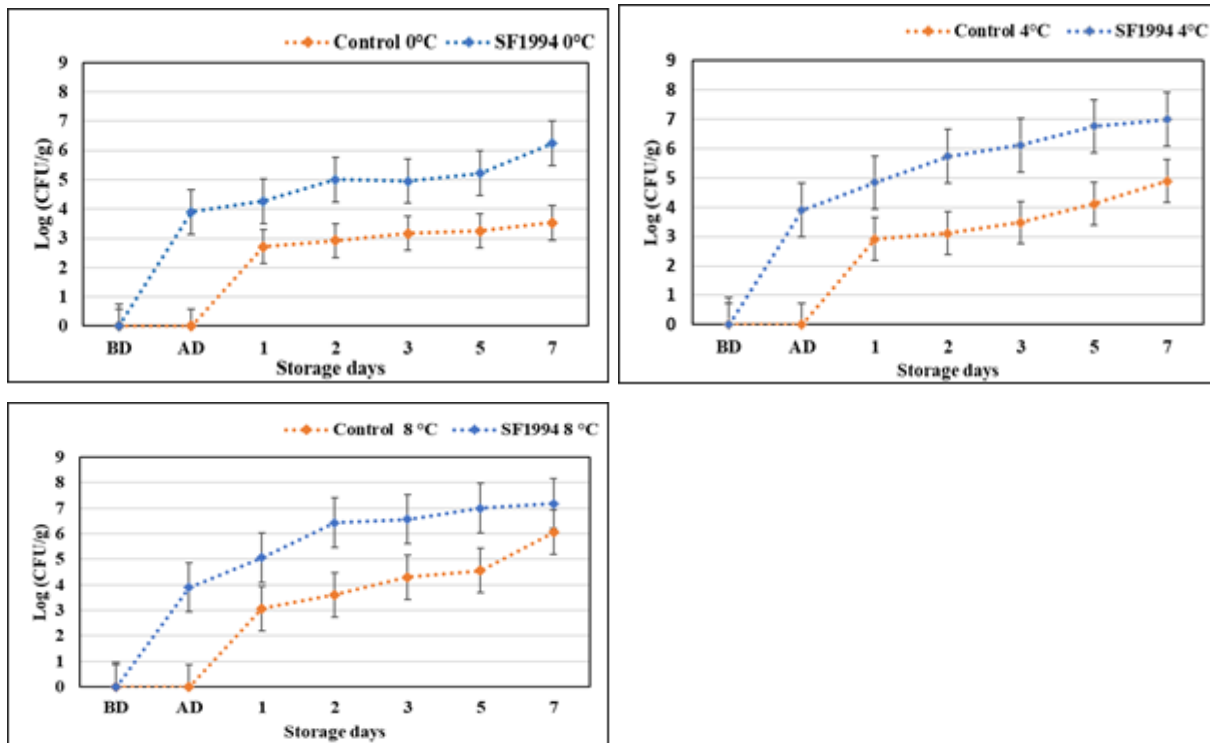 Control 0°C SF1994 0°C
9
8
7
6
5
4
3
2
1
0
Log (CFU/g)
BD AD 1 2 3 5 7
Storage days
Control 4°C SF1994 4°C
9
8
7
6
5
4
3
2
1
0
Log (CFU/g)
BD AD 1 2 3 5 7
Storage days
Control 8 °C SF1994 8 °C
9
8
7
6
5
4
3
2
1
0
Log (CFU/g)
BD AD 1 2 3 5 7
Storage days